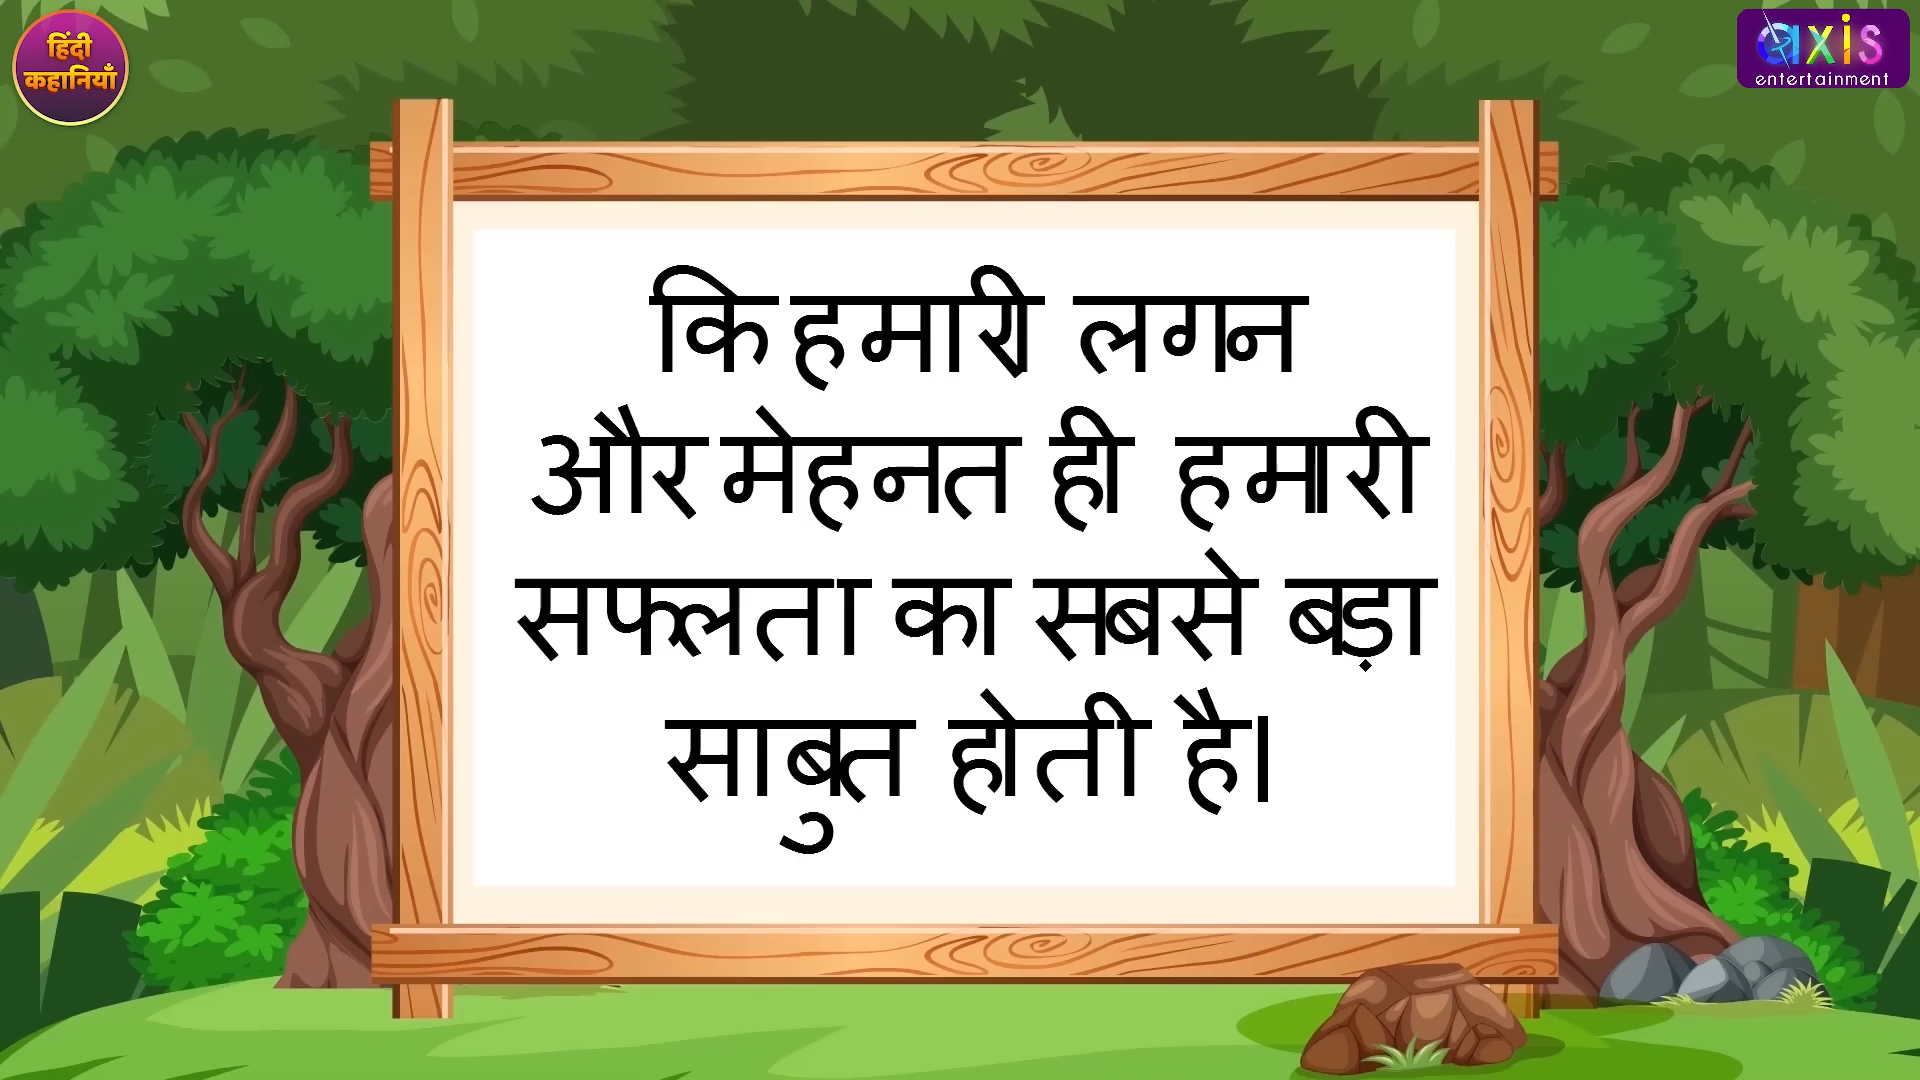 हिंदी
कहानियाँ
axis
entertainment
कि हमारी लगन
और मेहनत ही हमारी
सफलता का सबसे बड़ा
साबुत होती है।